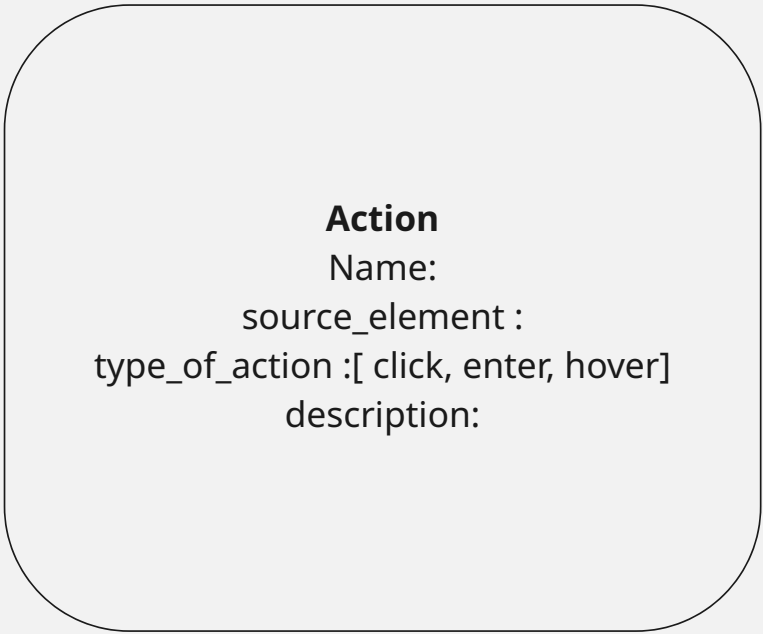 Action
Name:
source_element :
type_of_action :[ click, enter, hover]
description: